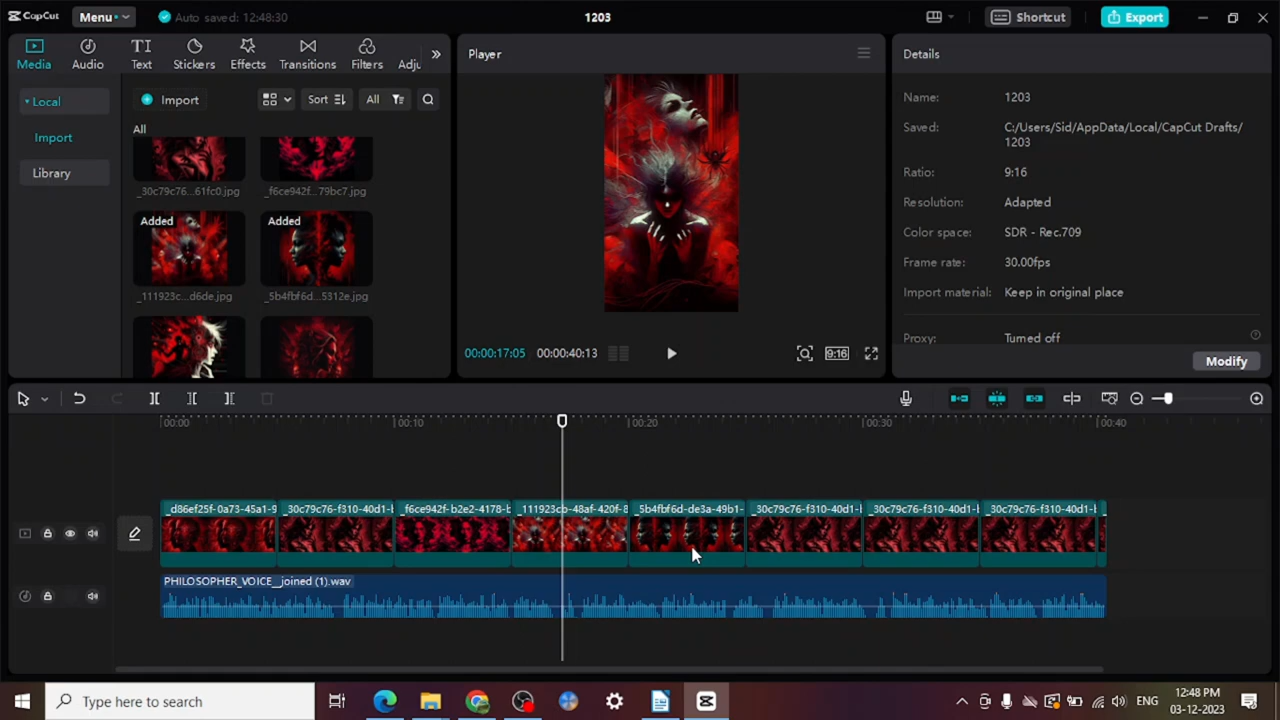 CapCut
Menu
Auto saved: 12:48:30
1203
Shortcut
Export
Media
Audio
Text
Stickers
Effects
Transitions
Filters
Adju
Local
Import
Library
Import
Sort
All
All
_30c79c76...61fc0.jpg
_f6ce942f...79bc7.jpg
Added
Added
_111923c...d6de.jpg
_5b4fbf6d...5312e.jpg
Player
00:00:17:05
00:00:40:13
9:16
Details
Name:
1203
Saved:
C:/Users/Sid/AppData/Local/CapCut Drafts/
1203
Ratio:
9:16
Resolution:
Adapted
Color space:
SDR - Rec.709
Frame rate:
30.00fps
Import material:
Keep in original place
Proxy:
Turned off
Modify
00:00
00:10
00:20
00:30
00:40
_d86ef25f-0a73-45a1-9
_30c79c76-f310-40d1-b
_f6ce942f-b2e2-4178-b
_111923cb-48af-420f-8
_5b4fbf6d-de3a-49b1-
_30c79c76-f310-40d1-b
_30c79c76-f310-40d1-b
_30c79c76-f310-40d1-b
PHILOSOPHER_VOICE__joined (1).wav
Type here to search
ENG
12:48 PM
03-12-2023